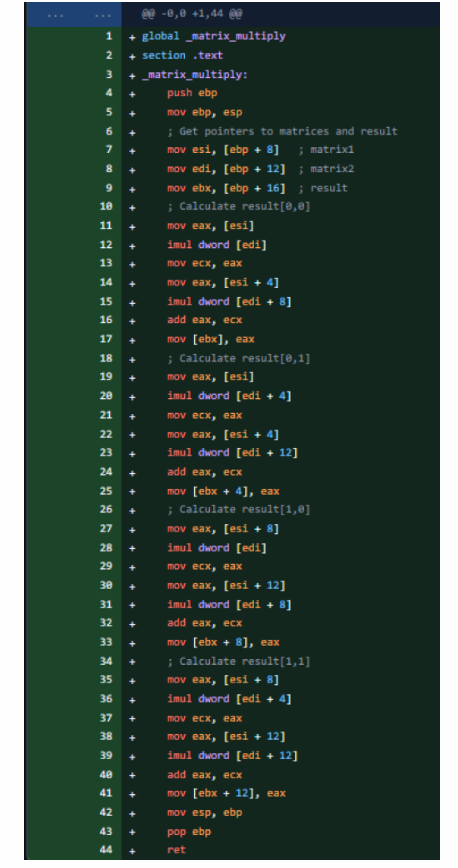 ... ... @@ -0,0 +1,44 @@
1 + global _matrix_multiply
2 + section .text
3 + _matrix_multiply:
4 + push ebp
5 + mov ebp, esp
6 + ; Get pointers to matrices and result
7 + mov esi, [ebp + 8] ; matrix1
8 + mov edi, [ebp + 12] ; matrix2
9 + mov ebx, [ebp + 16] ; result
10 + ; Calculate result[0,0]
11 + mov eax, [esi]
12 + imul dword [edi]
13 + mov ecx, eax
14 + mov eax, [esi + 4]
15 + imul dword [edi + 8]
16 + add eax, ecx
17 + mov [ebx], eax
18 + ; Calculate result[0,1]
19 + mov eax, [esi]
20 + imul dword [edi + 4]
21 + mov ecx, eax
22 + mov eax, [esi + 4]
23 + imul dword [edi + 12]
24 + add eax, ecx
25 + mov [ebx + 4], eax
26 + ; Calculate result[1,0]
27 + mov eax, [esi + 8]
28 + imul dword [edi]
29 + mov ecx, eax
30 + mov eax, [esi + 12]
31 + imul dword [edi + 8]
32 + add eax, ecx
33 + mov [ebx + 8], eax
34 + ; Calculate result[1,1]
35 + mov eax, [esi + 8]
36 + imul dword [edi + 4]
37 + mov ecx, eax
38 + mov eax, [esi + 12]
39 + imul dword [edi + 12]
40 + add eax, ecx
41 + mov [ebx + 12], eax
42 + mov esp, ebp
43 + pop ebp
44 + ret